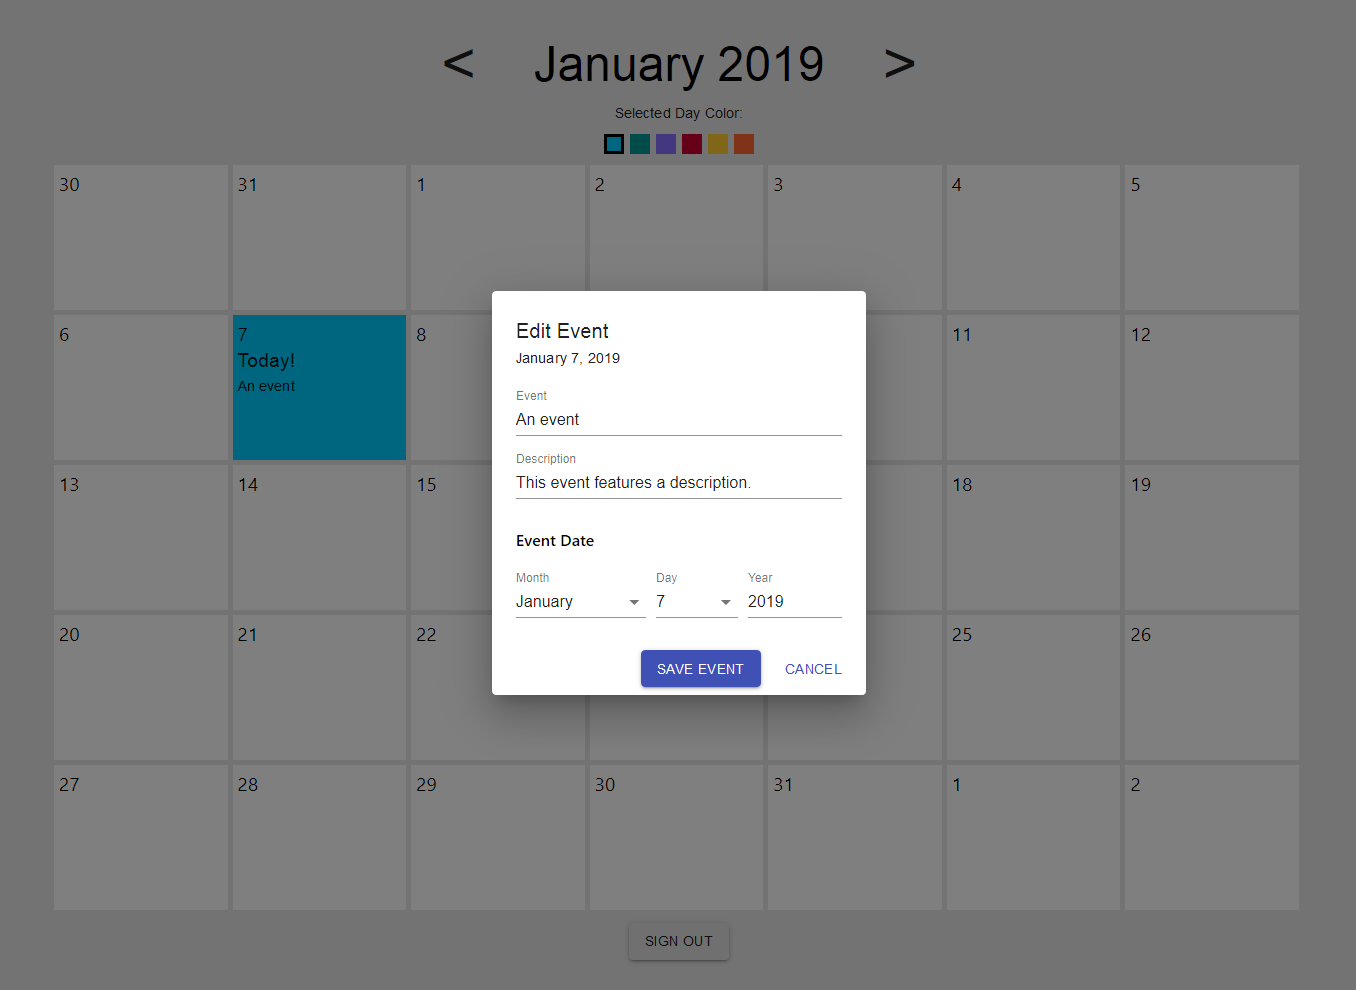 < January 2019 >
Selected Day Color:
30 31 1 2 3 4 5
6 7 8 11 12
Today!
An event
13 14 15 18 19
20 21 22 25 26
27 28 29 30 31 1 2
Edit Event
January 7, 2019
Event
An event
Description
This event features a description.
Event Date
Month Day Year
January 7 2019
SAVE EVENT CANCEL
SIGN OUT